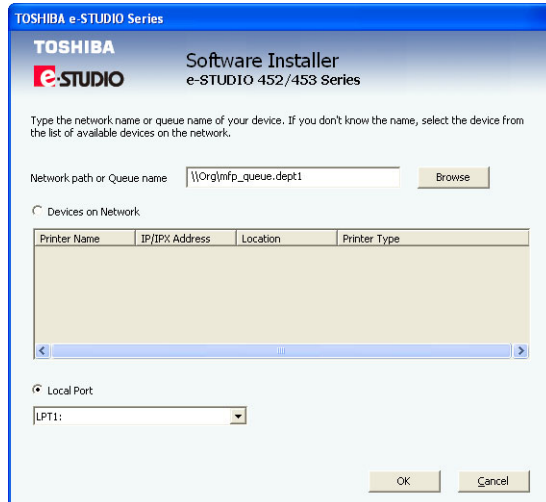 TOSHIBA e-STUDIO Series
TOSHIBA
e-STUDIO
Software Installer
e-STUDIO 452/453 Series
Type the network name or queue name of your device. If you don't know the name, select the device from
the list of available devices on the network.
Network path or Queue name
\\Org\mfp_queue.dept1
Browse
Devices on Network
Printer Name IP/IPX Address Location Printer Type
Local Port
LPT1:
OK Cancel